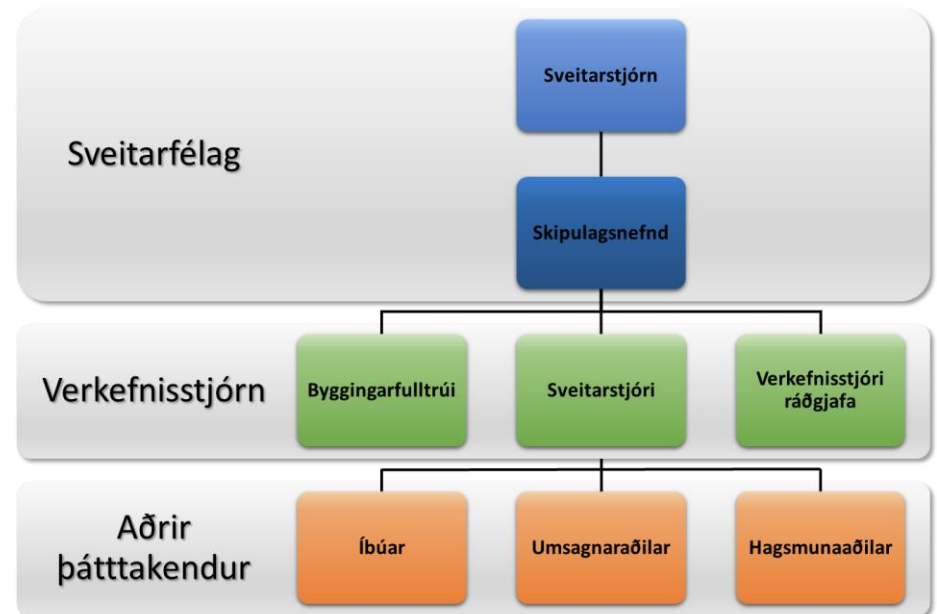 Sveitarfélag
Sveitarstjórn
Skipulagsnefnd
Verkefnisstjórn
Byggingarfulltrúi
Sveitarstjóri
Verkefnisstjóri
ráðgjafa
Aðrir
þátttakendur
Íbúar
Umsagnaraðilar
Hagsmunaaðilar